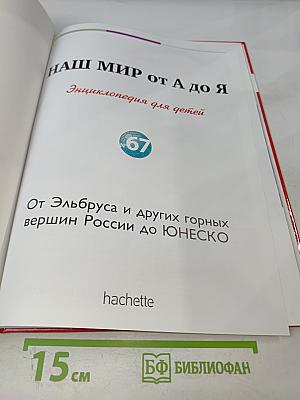 НАШ МИР от А до Я
Энциклопедия для детей
67
От Эльбруса и других горных
вершин России до ЮНЕСКО
hachette
15 см
БФ БИБЛИОФАН